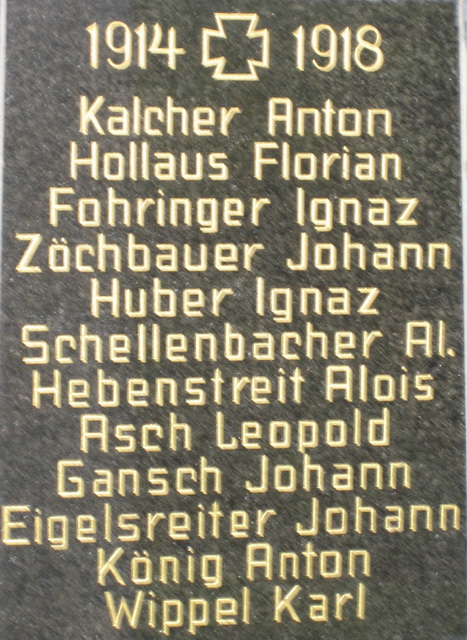 1914 1918
Kalcher Anton
Hollaus Florian
Fohringer Ignaz
Zöchbauer Johann
Huber Ignaz
Schellenbacher Al.
Hebenstreit Alois
Asch Leopold
Gansch Johann
Eigelsreiter Johann
König Anton
Wippel Karl